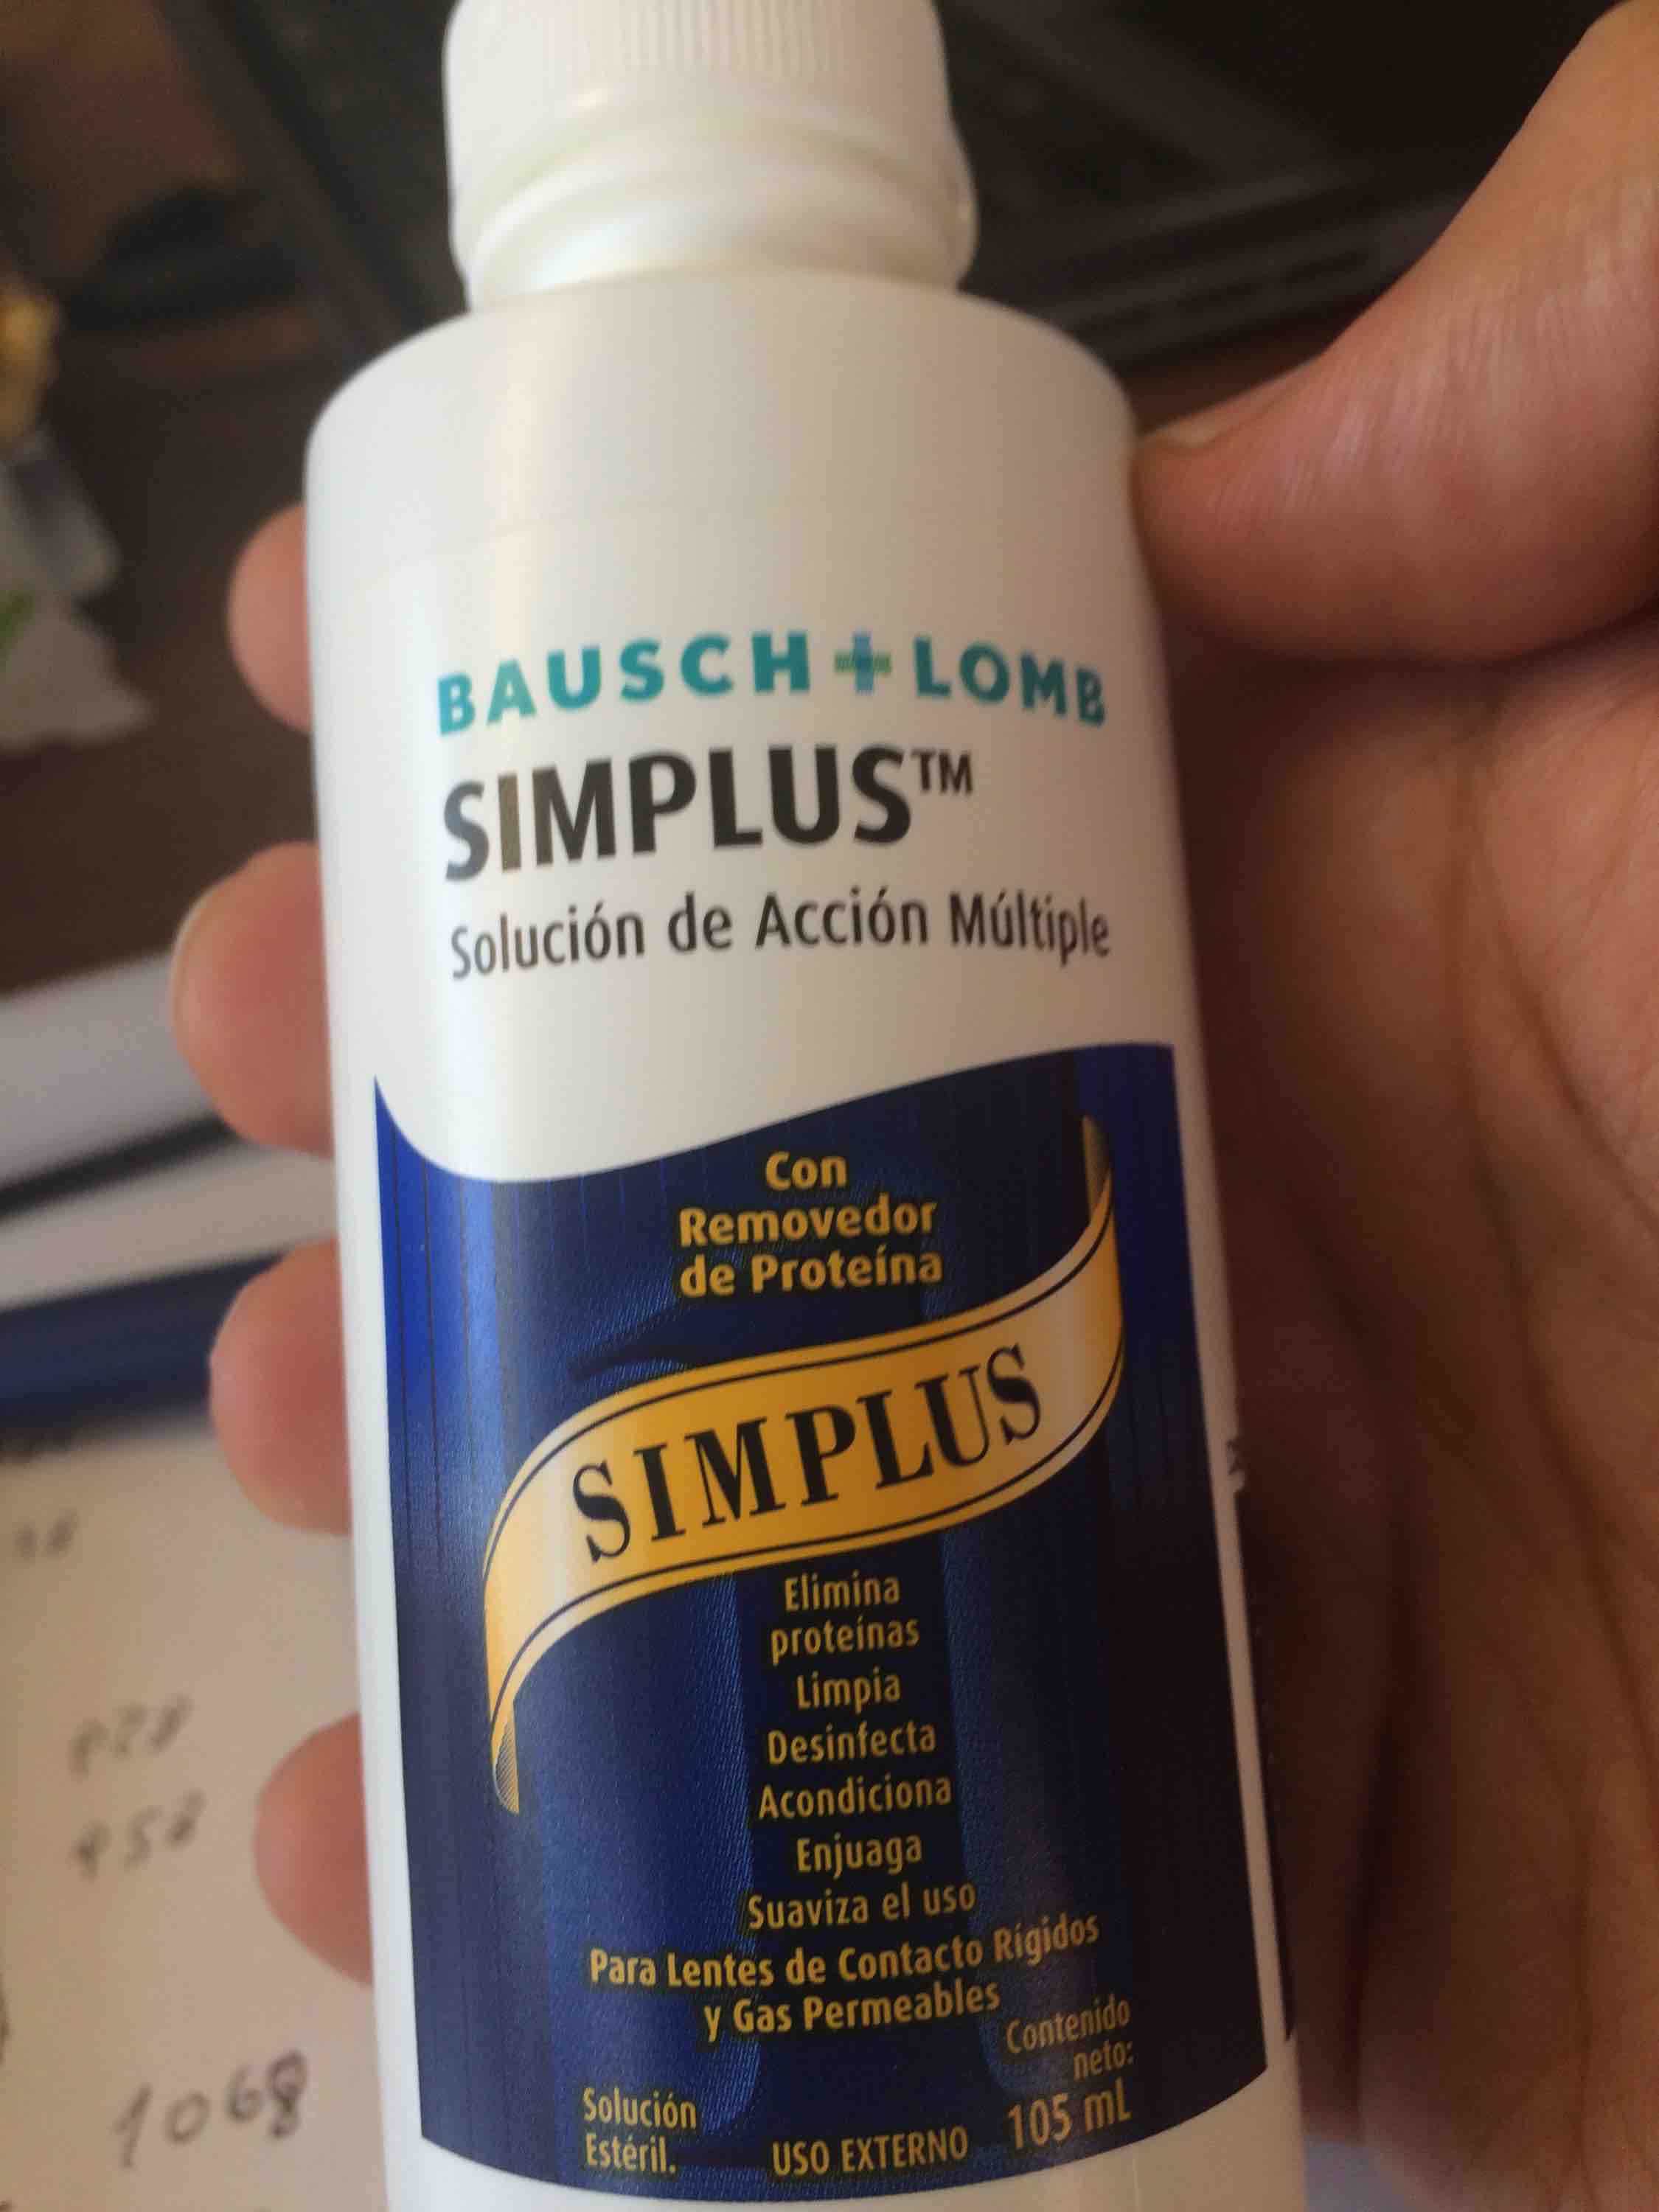 BAUSCH + LOMB
SIMPLUS™
Solución de Acción Múltiple
Con
Removedor
de Proteína
SIMPLUS
Elimina
proteínas
Limpia
Desinfecta
Acondiciona
Enjuaga
Suaviza el uso
Para Lentes de Contacto Rígidos
y Gas Permeables
Contenido
neto:
105 mL
Solución
Estéril.
USO EXTERNO
958
1068